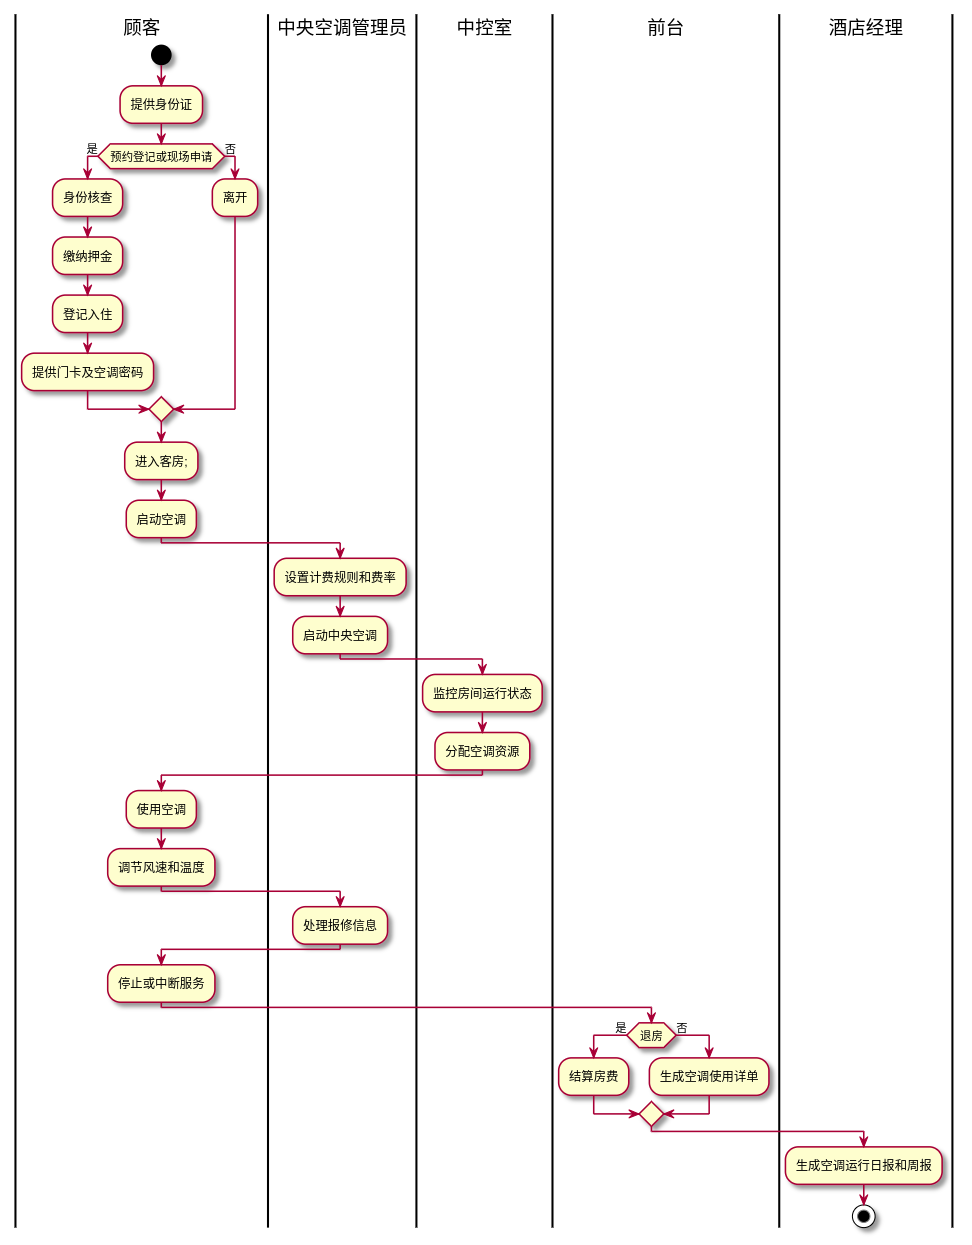 顾客
中央空调管理员
中控室
前台
酒店经理
提供身份证
是
预约登记或现场申请
否
身份核查
离开
缴纳押金
登记入住
提供门卡及空调密码
进入客房;
启动空调
设置计费规则和费率
启动中央空调
监控房间运行状态
分配空调资源
使用空调
调节风速和温度
处理报修信息
停止或中断服务
是
退房
否
结算房费
生成空调使用详单
生成空调运行日报和周报